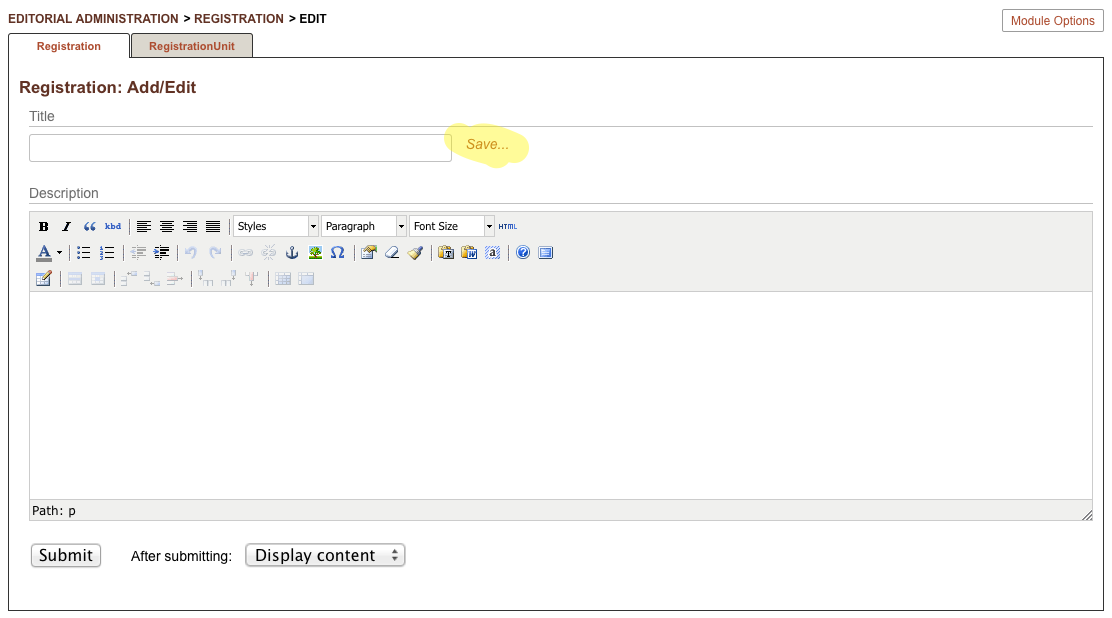 EDITORIAL ADMINISTRATION > REGISTRATION > EDIT
Module Options
Registration
RegistrationUnit
Registration: Add/Edit
Title
Save...
Description
B I “ kbd Styles Paragraph Font Size HTML
A Ω
Path: p
Submit After submitting: Display content